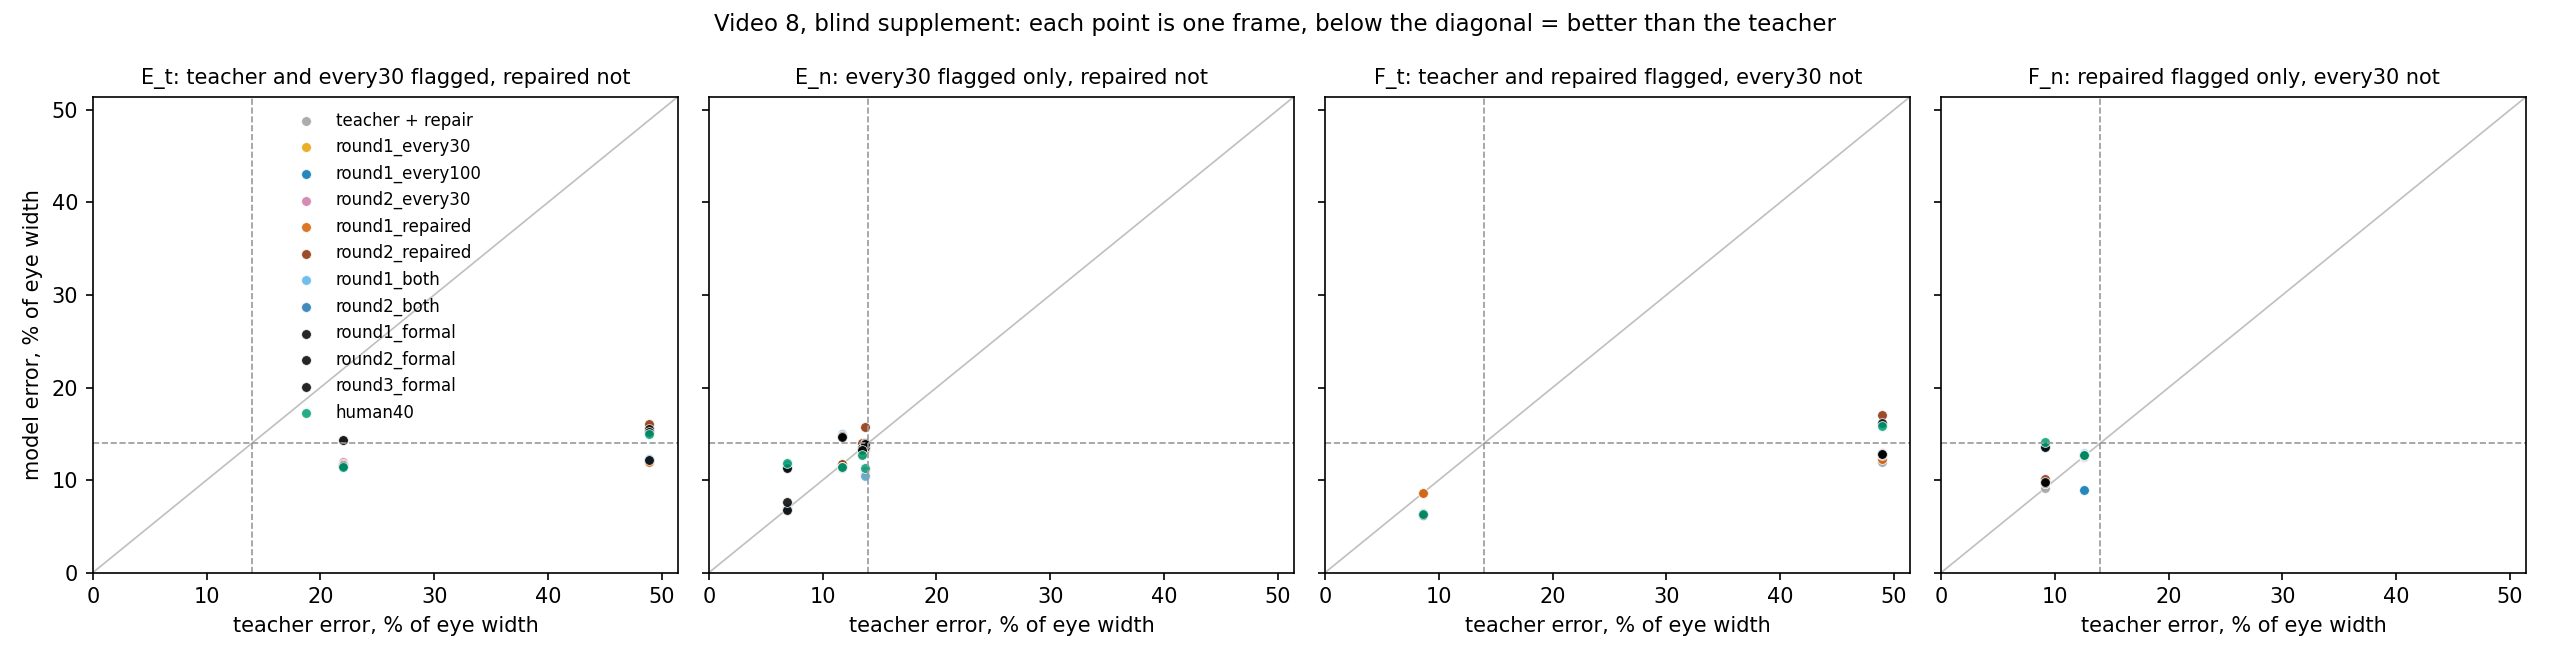 Video 8, blind supplement: each point is one frame, below the diagonal = better than the teacher
E_t: teacher and every30 flagged, repaired not
E_n: every30 flagged only, repaired not
F_t: teacher and repaired flagged, every30 not
F_n: repaired flagged only, every30 not
model error, % of eye width
50
40
30
20
10
0
teacher + repair
round1_every30
round1_every100
round2_every30
round1_repaired
round2_repaired
round1_both
round2_both
round1_formal
round2_formal
round3_formal
human40
0 10 20 30 40 50
0 10 20 30 40 50
0 10 20 30 40 50
0 10 20 30 40 50
teacher error, % of eye width
teacher error, % of eye width
teacher error, % of eye width
teacher error, % of eye width